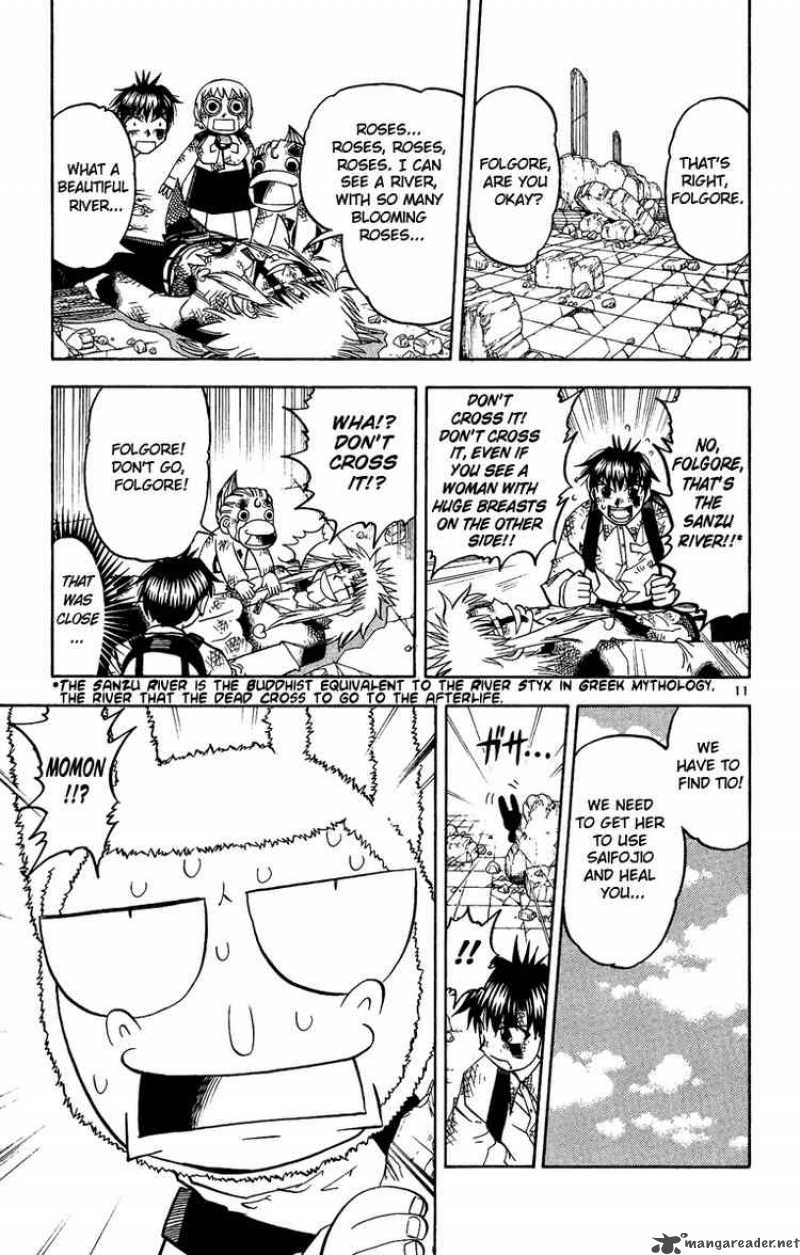 THAT'S
RIGHT,
FOLGORE.
FOLGORE,
ARE YOU
OKAY?
ROSES...
ROSES, ROSES,
ROSES. I CAN
SEE A RIVER,
WITH SO MANY
BLOOMING
ROSES...
WHAT A
BEAUTIFUL
RIVER...
NO,
FOLGORE,
THAT'S
THE
SANZU
RIVER!!*
DON'T
CROSS IT!
DON'T CROSS
IT, EVEN IF
YOU SEE A
WOMAN WITH
HUGE BREASTS
ON THE
OTHER
SIDE!!
WHA!?
DON'T
CROSS
IT!?
FOLGORE!
DON'T GO,
FOLGORE!
THAT
WAS
CLOSE
...
*THE SANZU RIVER IS THE BUDDHIST EQUIVALENT TO THE RIVER STYX IN GREEK MYTHOLOGY.
THE RIVER THAT THE DEAD CROSS TO GO TO THE AFTERLIFE.
11
WE
HAVE TO
FIND TIO!
WE NEED
TO GET HER
TO USE
SAIFOJIO
AND HEAL
YOU...
ガサ...
!!
MOMON
!!?
mangareader.net